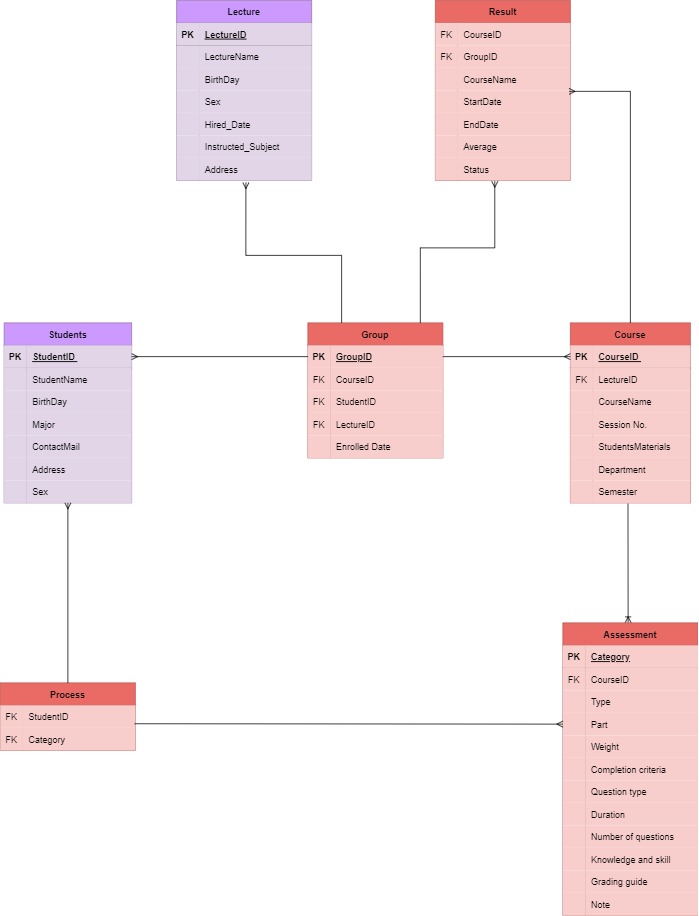 Lecture
PK LectureID
LectureName
BirthDay
Sex
Hired_Date
Instructed_Subject
Address
Result
FK CourseID
FK GroupID
CourseName
StartDate
EndDate
Average
Status
Students
PK StudentID
StudentName
BirthDay
Major
ContactMail
Address
Sex
Group
PK GroupID
FK CourseID
FK StudentID
FK LectureID
Enrolled Date
Course
PK CourseID
FK LectureID
CourseName
Session No.
StudentsMaterials
Department
Semester
Process
FK StudentID
FK Category
Assessment
PK Category
FK CourseID
Type
Part
Weight
Completion criteria
Question type
Duration
Number of questions
Knowledge and skill
Grading guide
Note